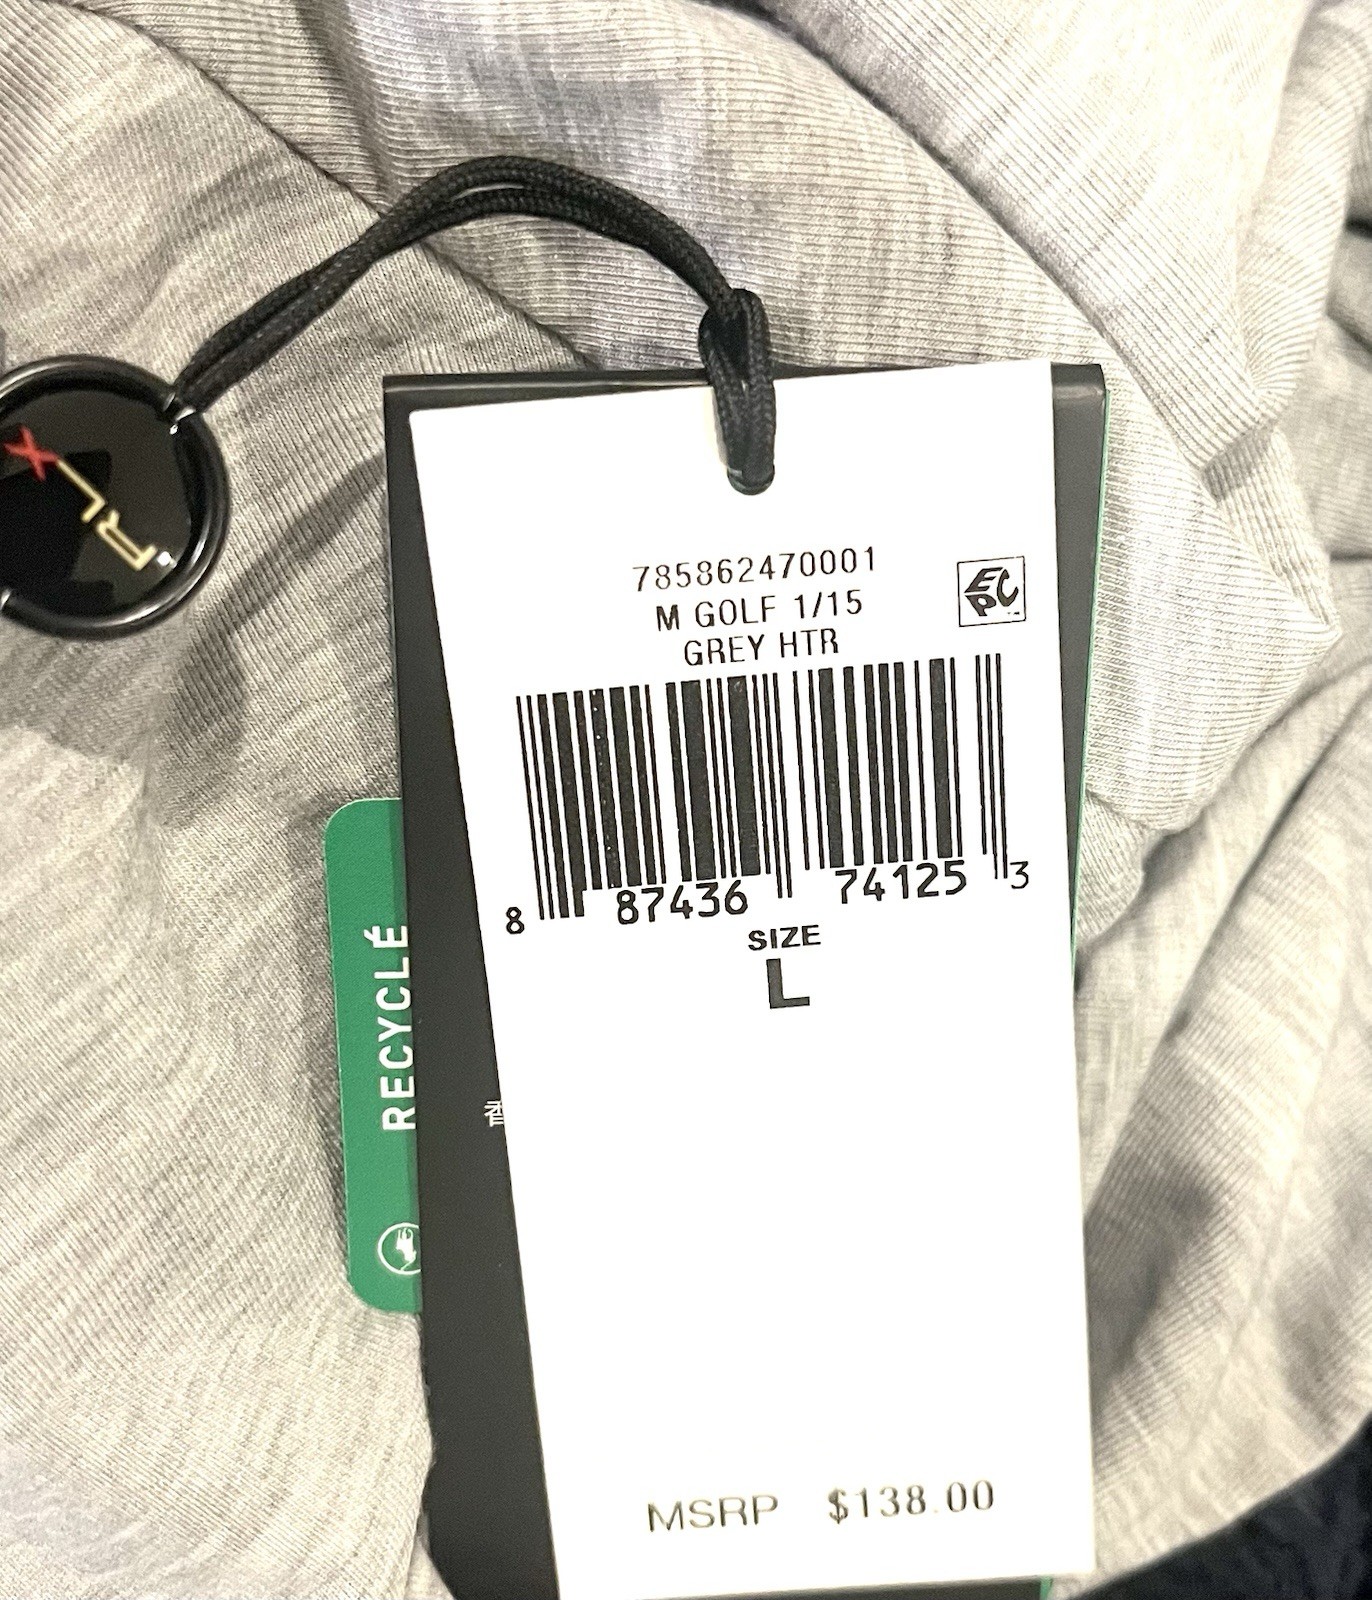 RLX
785862470001
M GOLF 1/15
GREY HTR
EPC
8 87436 74125 3
SIZE
L
RECYCLÉ
MSRP $138.00